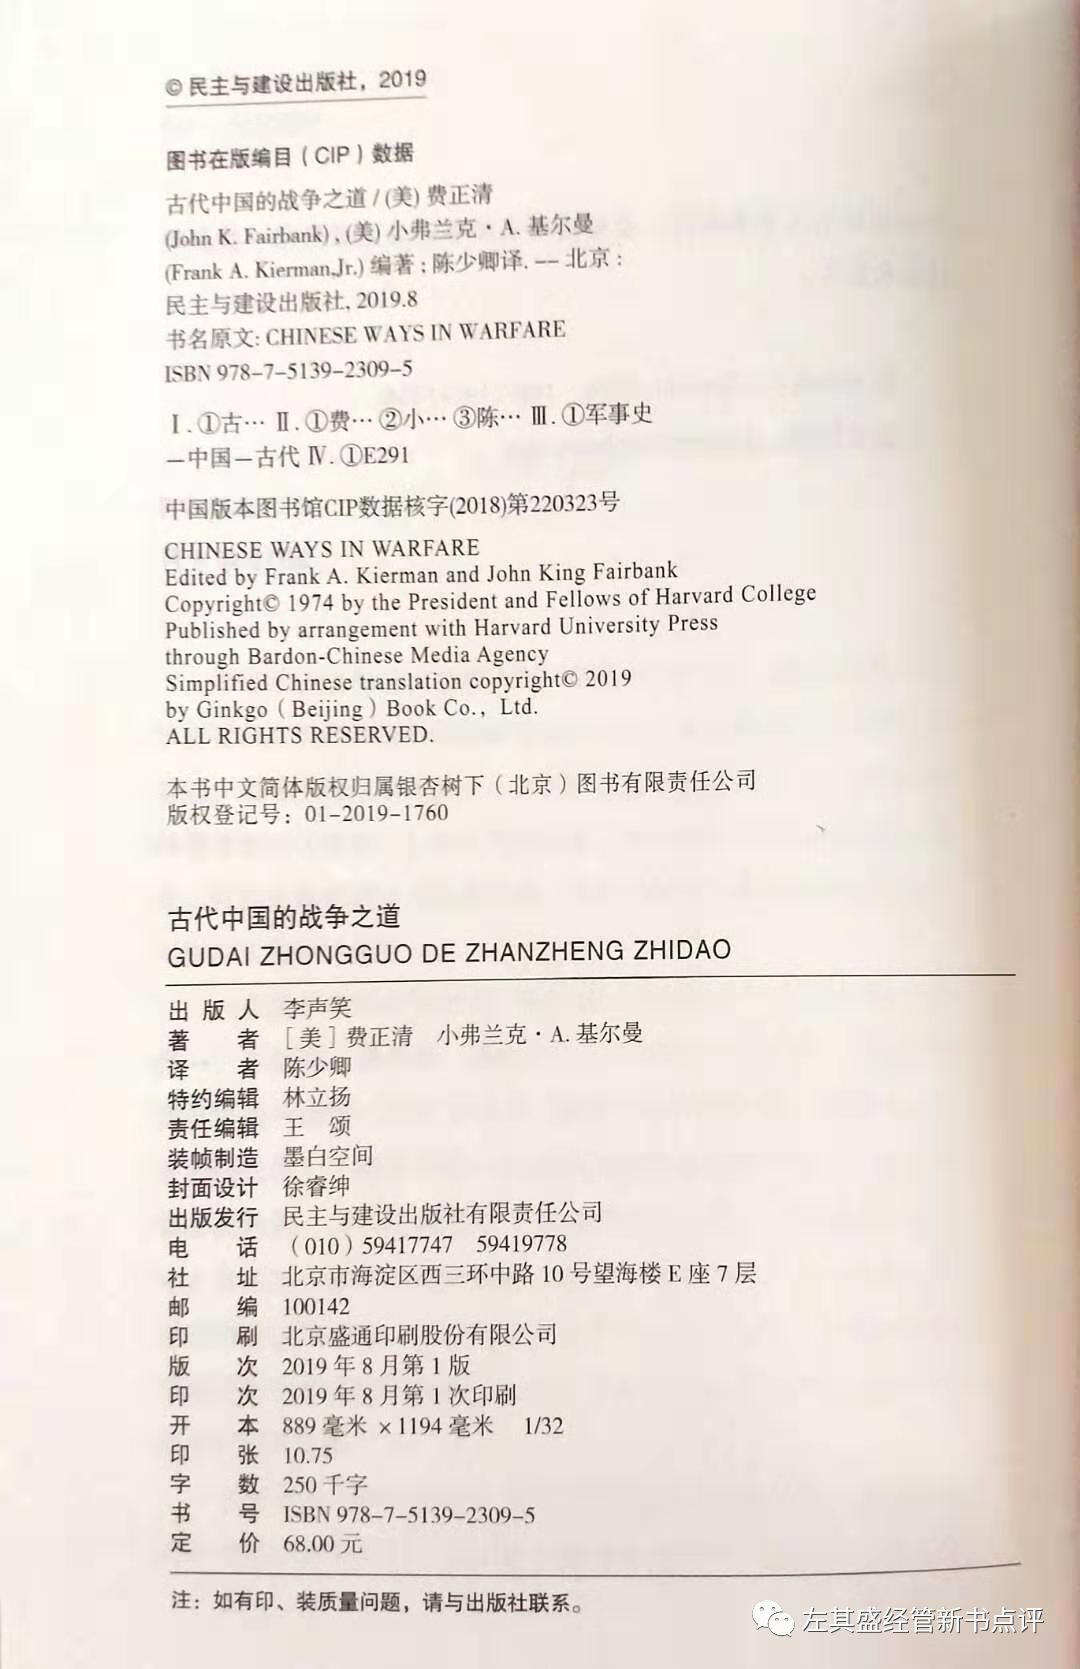 © 民主与建设出版社，2019
图书在版编目（CIP）数据
古代中国的战争之道 / (美) 费正清
(John K. Fairbank) , (美) 小弗兰克 · A. 基尔曼
(Frank A. Kierman,Jr.) 编著 ; 陈少卿译. -- 北京 :
民主与建设出版社, 2019.8
书名原文: CHINESE WAYS IN WARFARE
ISBN 978-7-5139-2309-5
Ⅰ. ①古… Ⅱ. ①费… ②小… ③陈… Ⅲ. ①军事史
—中国—古代 Ⅳ. ①E291
中国版本图书馆CIP数据核字(2018)第220323号
CHINESE WAYS IN WARFARE
Edited by Frank A. Kierman and John King Fairbank
Copyright© 1974 by the President and Fellows of Harvard College
Published by arrangement with Harvard University Press
through Bardon-Chinese Media Agency
Simplified Chinese translation copyright© 2019
by Ginkgo（Beijing）Book Co., Ltd.
ALL RIGHTS RESERVED.
本书中文简体版权归属银杏树下（北京）图书有限责任公司
版权登记号：01-2019-1760
古代中国的战争之道
GUDAI ZHONGGUO DE ZHANZHENG ZHIDAO
出 版 人 李声笑
著 者 ［美］费正清 小弗兰克 · A. 基尔曼
译 者 陈少卿
特约编辑 林立扬
责任编辑 王 颂
装帧制造 墨白空间
封面设计 徐睿绅
出版发行 民主与建设出版社有限责任公司
电 话 （010）59417747 59419778
社 址 北京市海淀区西三环中路 10 号望海楼 E 座 7 层
邮 编 100142
印 刷 北京盛通印刷股份有限公司
版 次 2019 年 8 月第 1 版
印 次 2019 年 8 月第 1 次印刷
开 本 889 毫米 × 1194 毫米 1/32
印 张 10.75
字 数 250 千字
书 号 ISBN 978-7-5139-2309-5
定 价 68.00 元
注：如有印、装质量问题，请与出版社联系。
左其盛经管新书点评